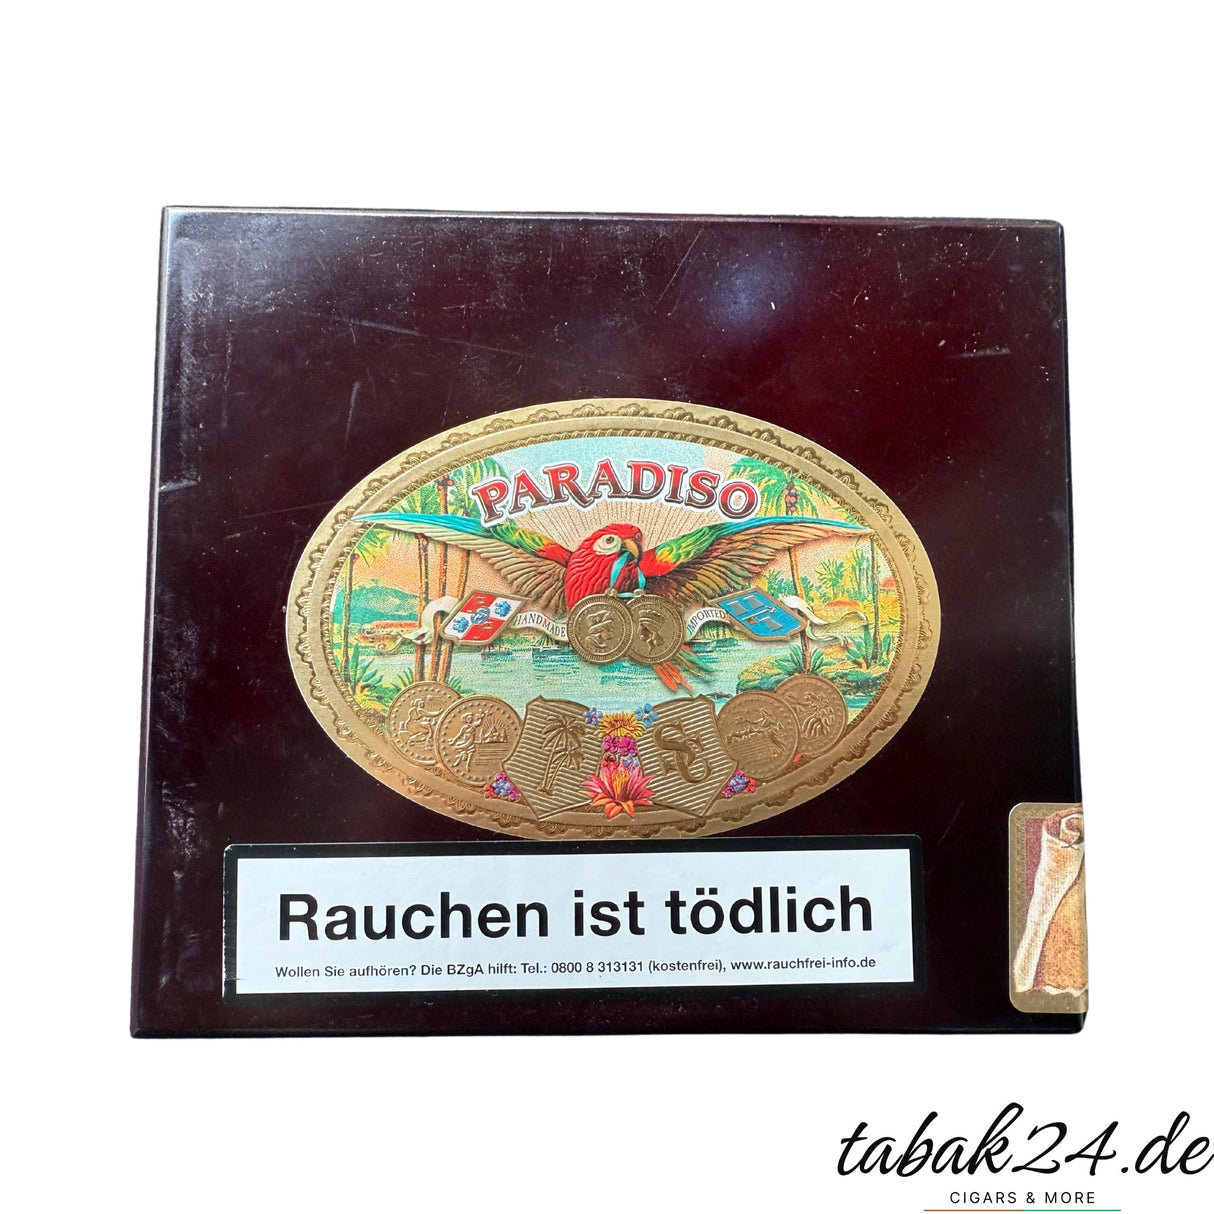 PARADISO
HANDMADE
IMPORTED
Rauchen ist tödlich
Wollen Sie aufhören? Die BZgA hilft: Tel.: 0800 8 313131 (kostenfrei), www.rauchfrei-info.de
tabak24.de
CIGARS & MORE